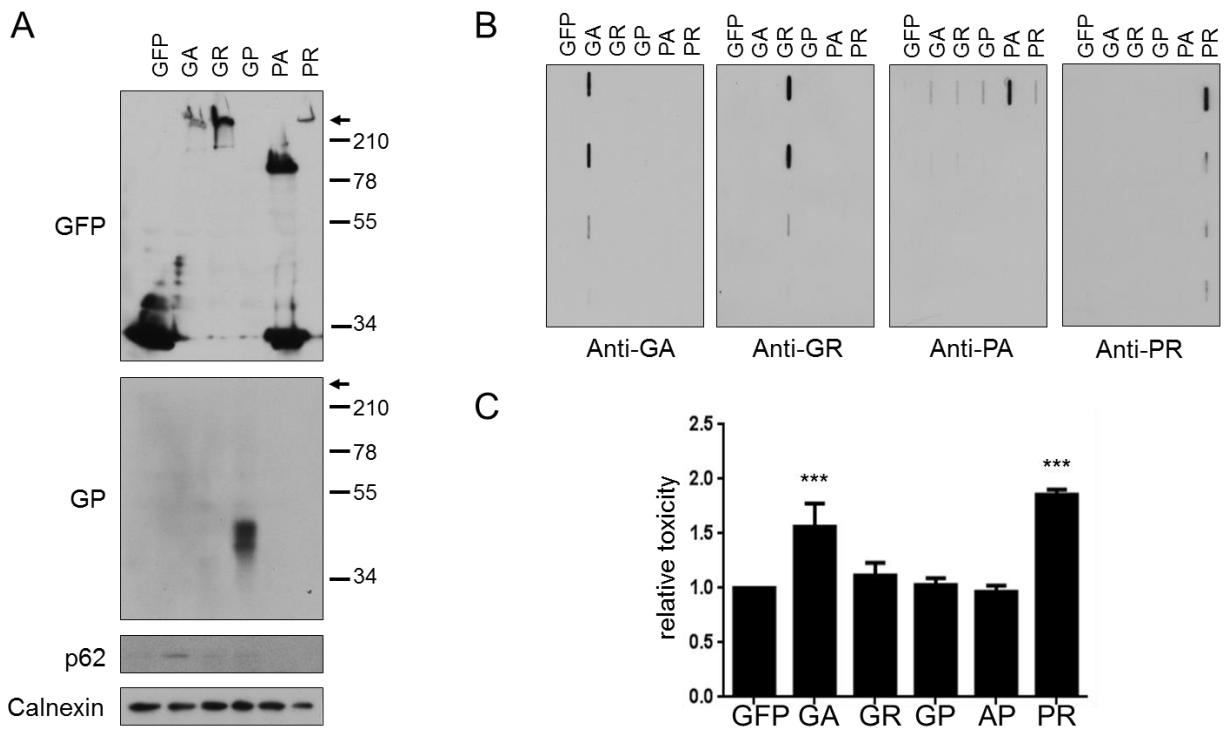 A
GFP GA GR GP PA PR
GFP
210
78
55
34
GP
210
78
55
34
p62
Calnexin
B
GFP GA GR GP PA PR
GFP GA GR GP PA PR
GFP GA GR GP PA PR
GFP GA GR GP PA PR
Anti-GA Anti-GR Anti-PA Anti-PR
C
relative toxicity
2.5
2.0
1.5
1.0
0.5
0.0
***
***
GFP GA GR GP AP PR